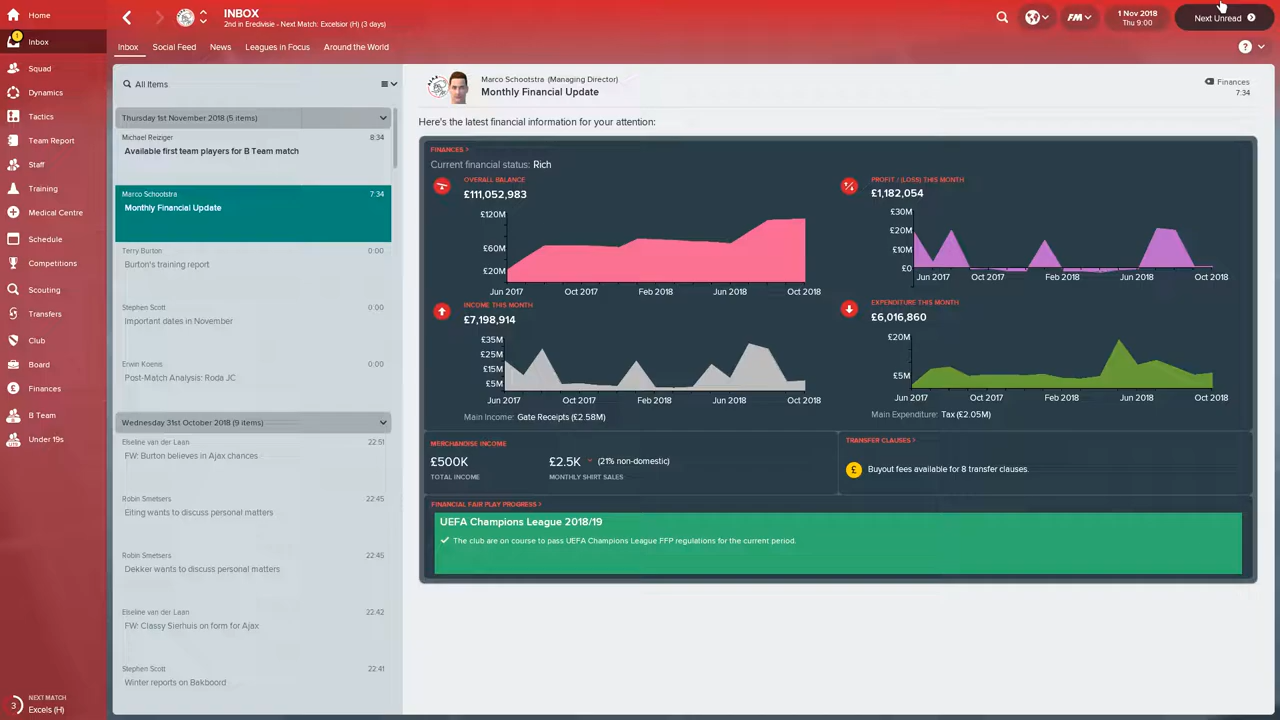 Home
INBOX
2nd in Eredivisie - Next Match: Excelsior (H) (3 days)
FM
1 Nov 2018
Thu 9:00
Next Unread
1
Inbox
Inbox
Social Feed
News
Leagues in Focus
Around the World
?
Squad
Dynamics
Tactics
Team Report
Staff
Training
Medical Centre
Schedule
Competitions
Scouting
Transfers
Club
Board
Finances
B Team
Under 19s
3
NEXT MATCH
Excels (H)
All Items
Thursday 1st November 2018 (5 items)
Michael Reiziger 8:34
Available first team players for B Team match
Marco Schootstra 7:34
Monthly Financial Update
Terry Burton 0:00
Burton's training report
Stephen Scott 0:00
Important dates in November
Erwin Koenis 0:00
Post-Match Analysis: Roda JC
Wednesday 31st October 2018 (9 items)
Elseline van der Laan 22:51
FW: Burton believes in Ajax chances
Robin Smetsers 22:45
Eiting wants to discuss personal matters
Robin Smetsers 22:45
Dekker wants to discuss personal matters
Elseline van der Laan 22:42
FW: Classy Sierhuis on form for Ajax
Stephen Scott 22:41
Winter reports on Bakboord
Marco Schootstra (Managing Director)
Monthly Financial Update
Finances
7:34
Here's the latest financial information for your attention:
FINANCES >
Current financial status: Rich
OVERALL BALANCE
£111,052,983
£120M
£60M
£20M
Jun 2017 Oct 2017 Feb 2018 Jun 2018 Oct 2018
PROFIT / (LOSS) THIS MONTH
£1,182,054
£30M
£20M
£10M
£0
Jun 2017 Oct 2017 Feb 2018 Jun 2018 Oct 2018
INCOME THIS MONTH
£7,198,914
£35M
£25M
£15M
£5M
Jun 2017 Oct 2017 Feb 2018 Jun 2018 Oct 2018
Main Income: Gate Receipts (£2.58M)
EXPENDITURE THIS MONTH
£6,016,860
£20M
£5M
Jun 2017 Oct 2017 Feb 2018 Jun 2018 Oct 2018
Main Expenditure: Tax (£2.05M)
MERCHANDISE INCOME
£500K
TOTAL INCOME
£2.5K (21% non-domestic)
MONTHLY SHIRT SALES
TRANSFER CLAUSES >
£ Buyout fees available for 8 transfer clauses.
FINANCIAL FAIR PLAY PROGRESS >
UEFA Champions League 2018/19
The club are on course to pass UEFA Champions League FFP regulations for the current period.